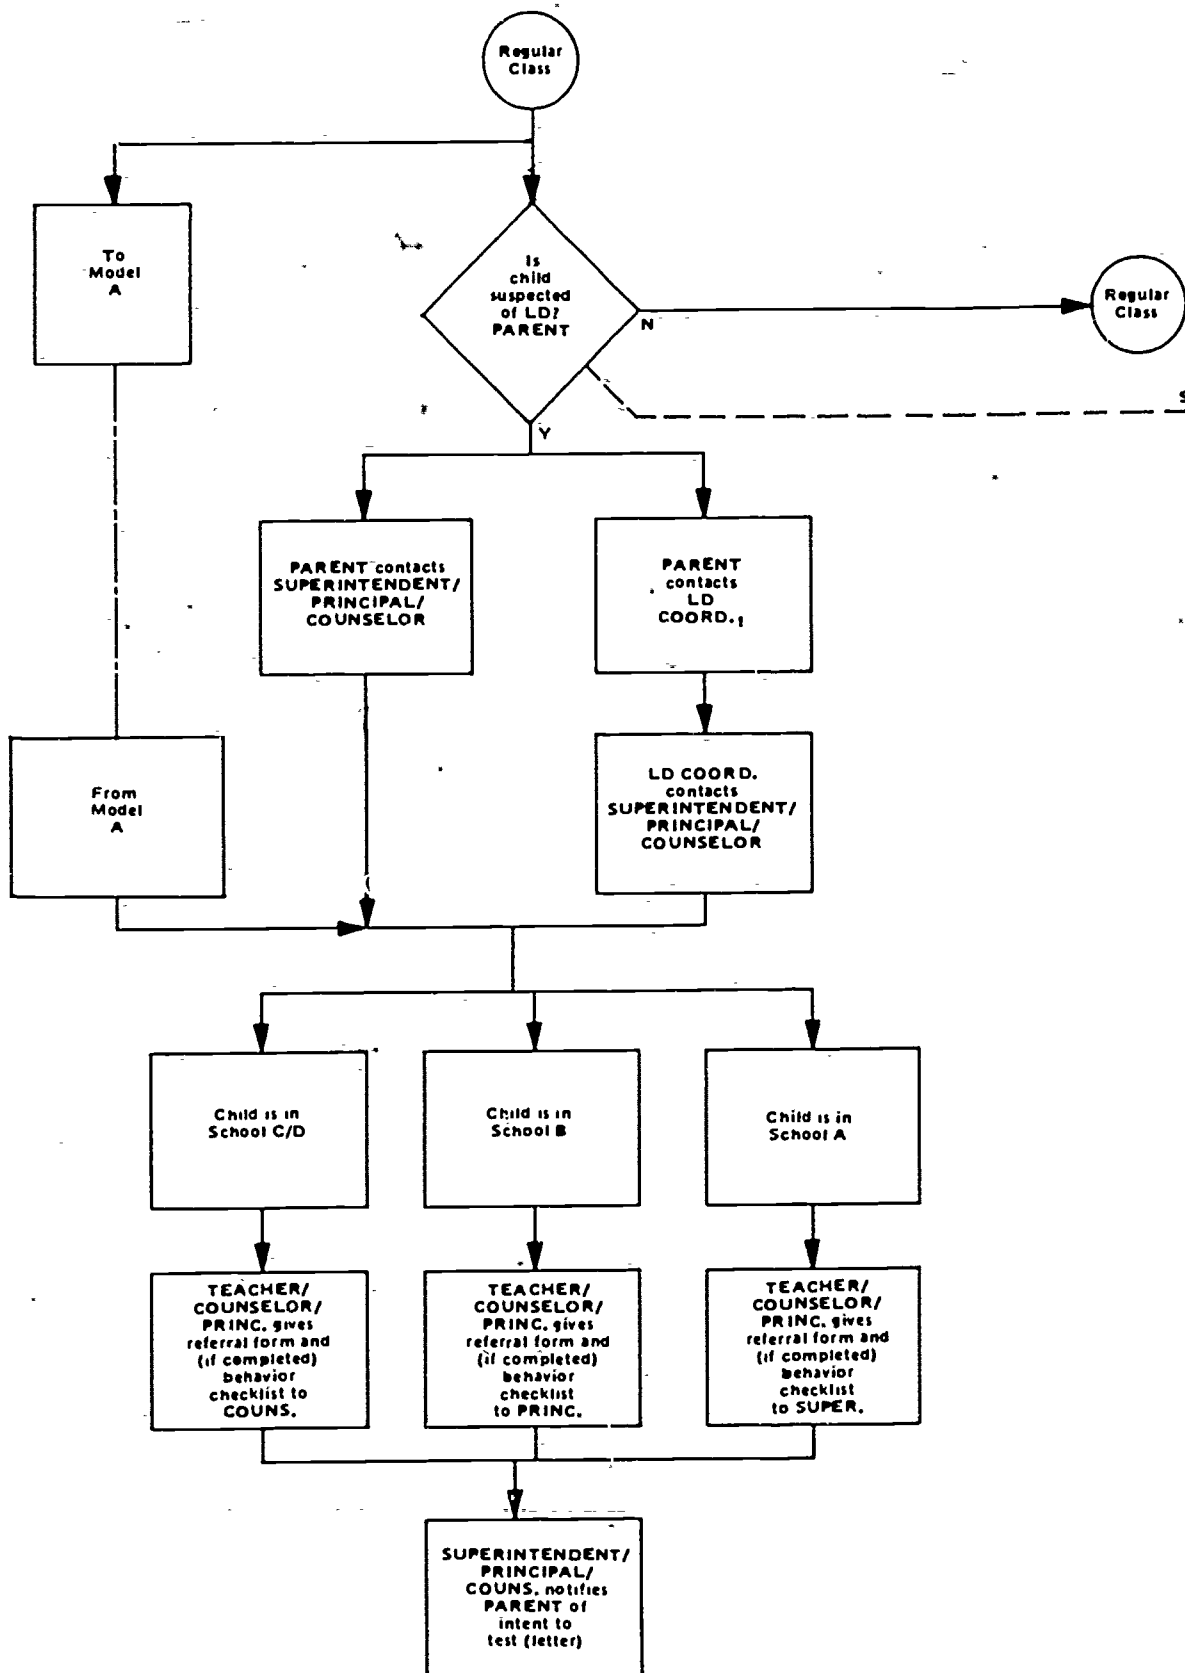 Regular
Class
To
Model
A
Is
child
suspected
of LD?
PARENT
N
Regular
Class
S
Y
PARENT contacts
SUPERINTENDENT/
PRINCIPAL/
COUNSELOR
PARENT
contacts
LD
COORD.1
From
Model
A
LD COORD.
contacts
SUPERINTENDENT/
PRINCIPAL/
COUNSELOR
Child is in
School C/D
Child is in
School B
Child is in
School A
TEACHER/
COUNSELOR/
PRINC. gives
referral form and
(if completed)
behavior
checklist to
COUNS.
TEACHER/
COUNSELOR/
PRINC. gives
referral form and
(if completed)
behavior
checklist
to PRINC.
TEACHER/
COUNSELOR/
PRINC. gives
referral form and
(if completed)
behavior
checklist
to SUPER.
SUPERINTENDENT/
PRINCIPAL/
COUNS. notifies
PARENT of
intent to
test (letter)